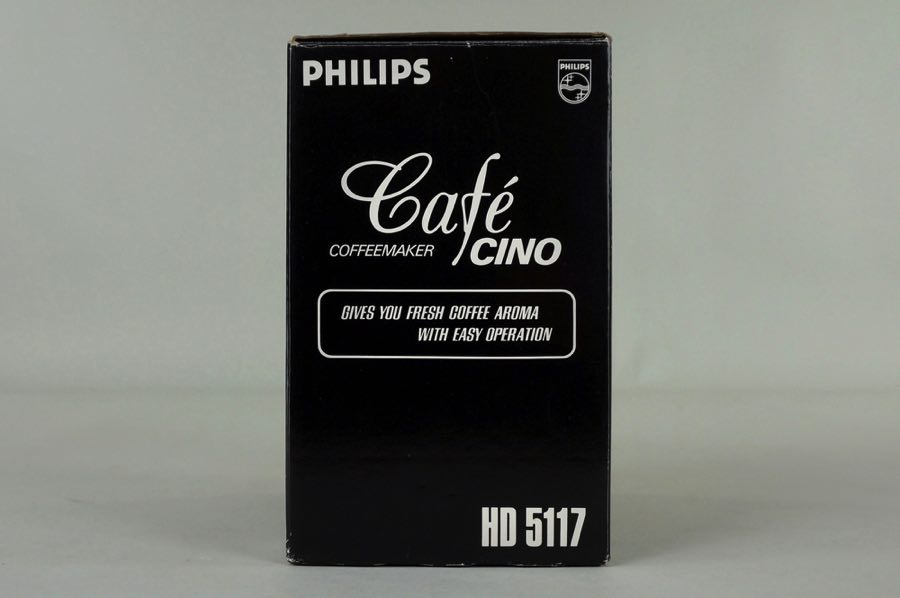 PHILIPS
PHILIPS
Café
COFFEEMAKER CINO
GIVES YOU FRESH COFFEE AROMA
WITH EASY OPERATION
HD 5117